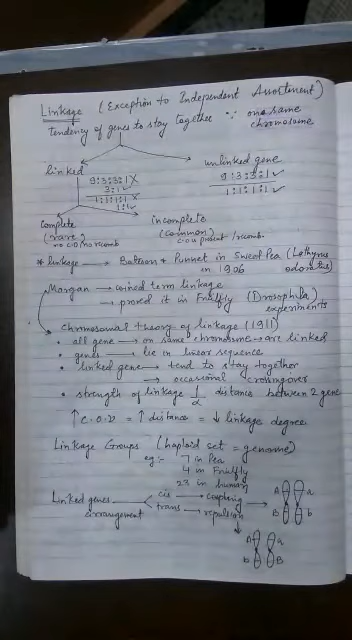 Linkage (Exception to Independent Assortment)
Tendency of genes to stay together ∵ on same
chromosome
linked unlinked gene
9:3:3:1 X 9:3:3:1 ✓
3:1 ✓ 1:1:1:1 ✓
1:1:1:1 X
1:1 ✓
complete incomplete
(rare) (common)
no CO/no recomb c.o.v present/recomb.
* linkage → Bateson & Punnet in Sweet Pea (Lathyrus
in 1906 odoratus)
Morgan → coined term linkage
→ proved it in Fruitfly (Drosophila)
experiments
Chromosomal theory of linkage (1911)
• all gene → on same chromosome → are linked
• genes → lie in linear sequence
• linked gene → tend to stay together
→ occasional crossingover
• strength of linkage 1/α distance between 2 gene
↑ C.O.V = ↑ distance = ↓ linkage degree
Linkage Groups (haploid set = genome)
eg:- 7 in Pea
4 in Fruitfly
23 in human
Linked genes cis → coupling → A a
arrangement trans → repulsion B b
A a
b B